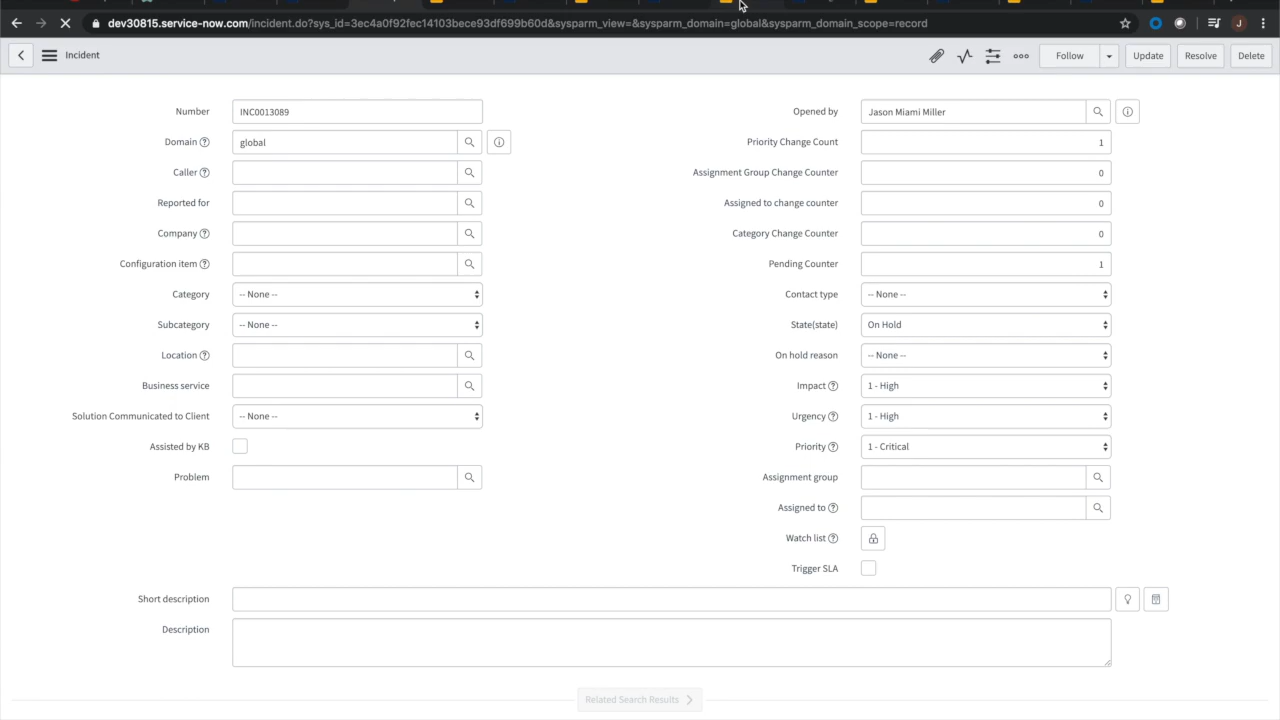 dev30815.service-now.com/incident.do?sys_id=3ec4a0f92fec14103bece93df699b60d&sysparm_view=&sysparm_domain=global&sysparm_domain_scope=record
J
Incident
Follow
Update
Resolve
Delete
Number
INC0013089
Domain
global
Caller
Reported for
Company
Configuration item
Category
-- None --
Subcategory
-- None --
Location
Business service
Solution Communicated to Client
-- None --
Assisted by KB
Problem
Opened by
Jason Miami Miller
Priority Change Count
1
Assignment Group Change Counter
0
Assigned to change counter
0
Category Change Counter
0
Pending Counter
1
Contact type
-- None --
State(state)
On Hold
On hold reason
-- None --
Impact
1 - High
Urgency
1 - High
Priority
1 - Critical
Assignment group
Assigned to
Watch list
Trigger SLA
Short description
Description
Related Search Results